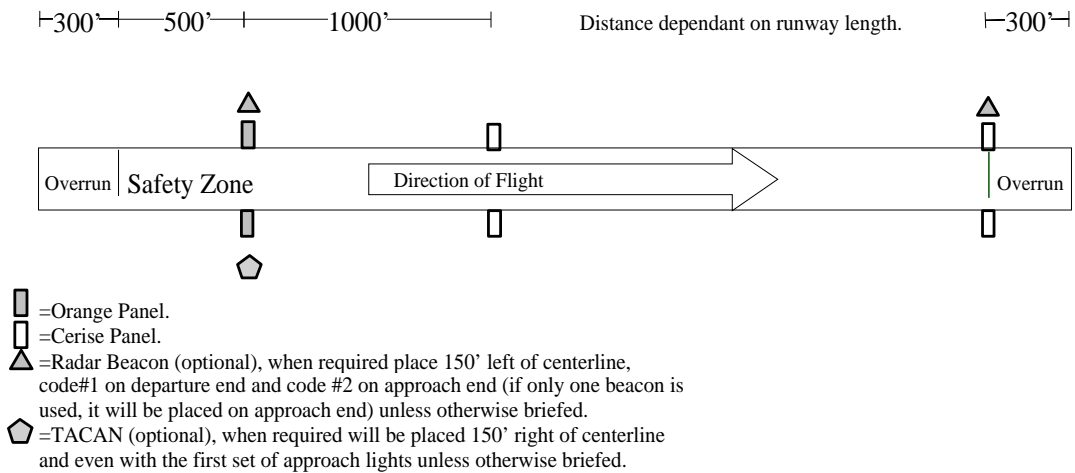 300’ 500’ 1000’ Distance dependant on runway length. 300’
Overrun Safety Zone Direction of Flight Overrun
=Orange Panel.
=Cerise Panel.
=Radar Beacon (optional), when required place 150’ left of centerline,
code#1 on departure end and code #2 on approach end (if only one beacon is
used, it will be placed on approach end) unless otherwise briefed.
=TACAN (optional), when required will be placed 150’ right of centerline
and even with the first set of approach lights unless otherwise briefed.